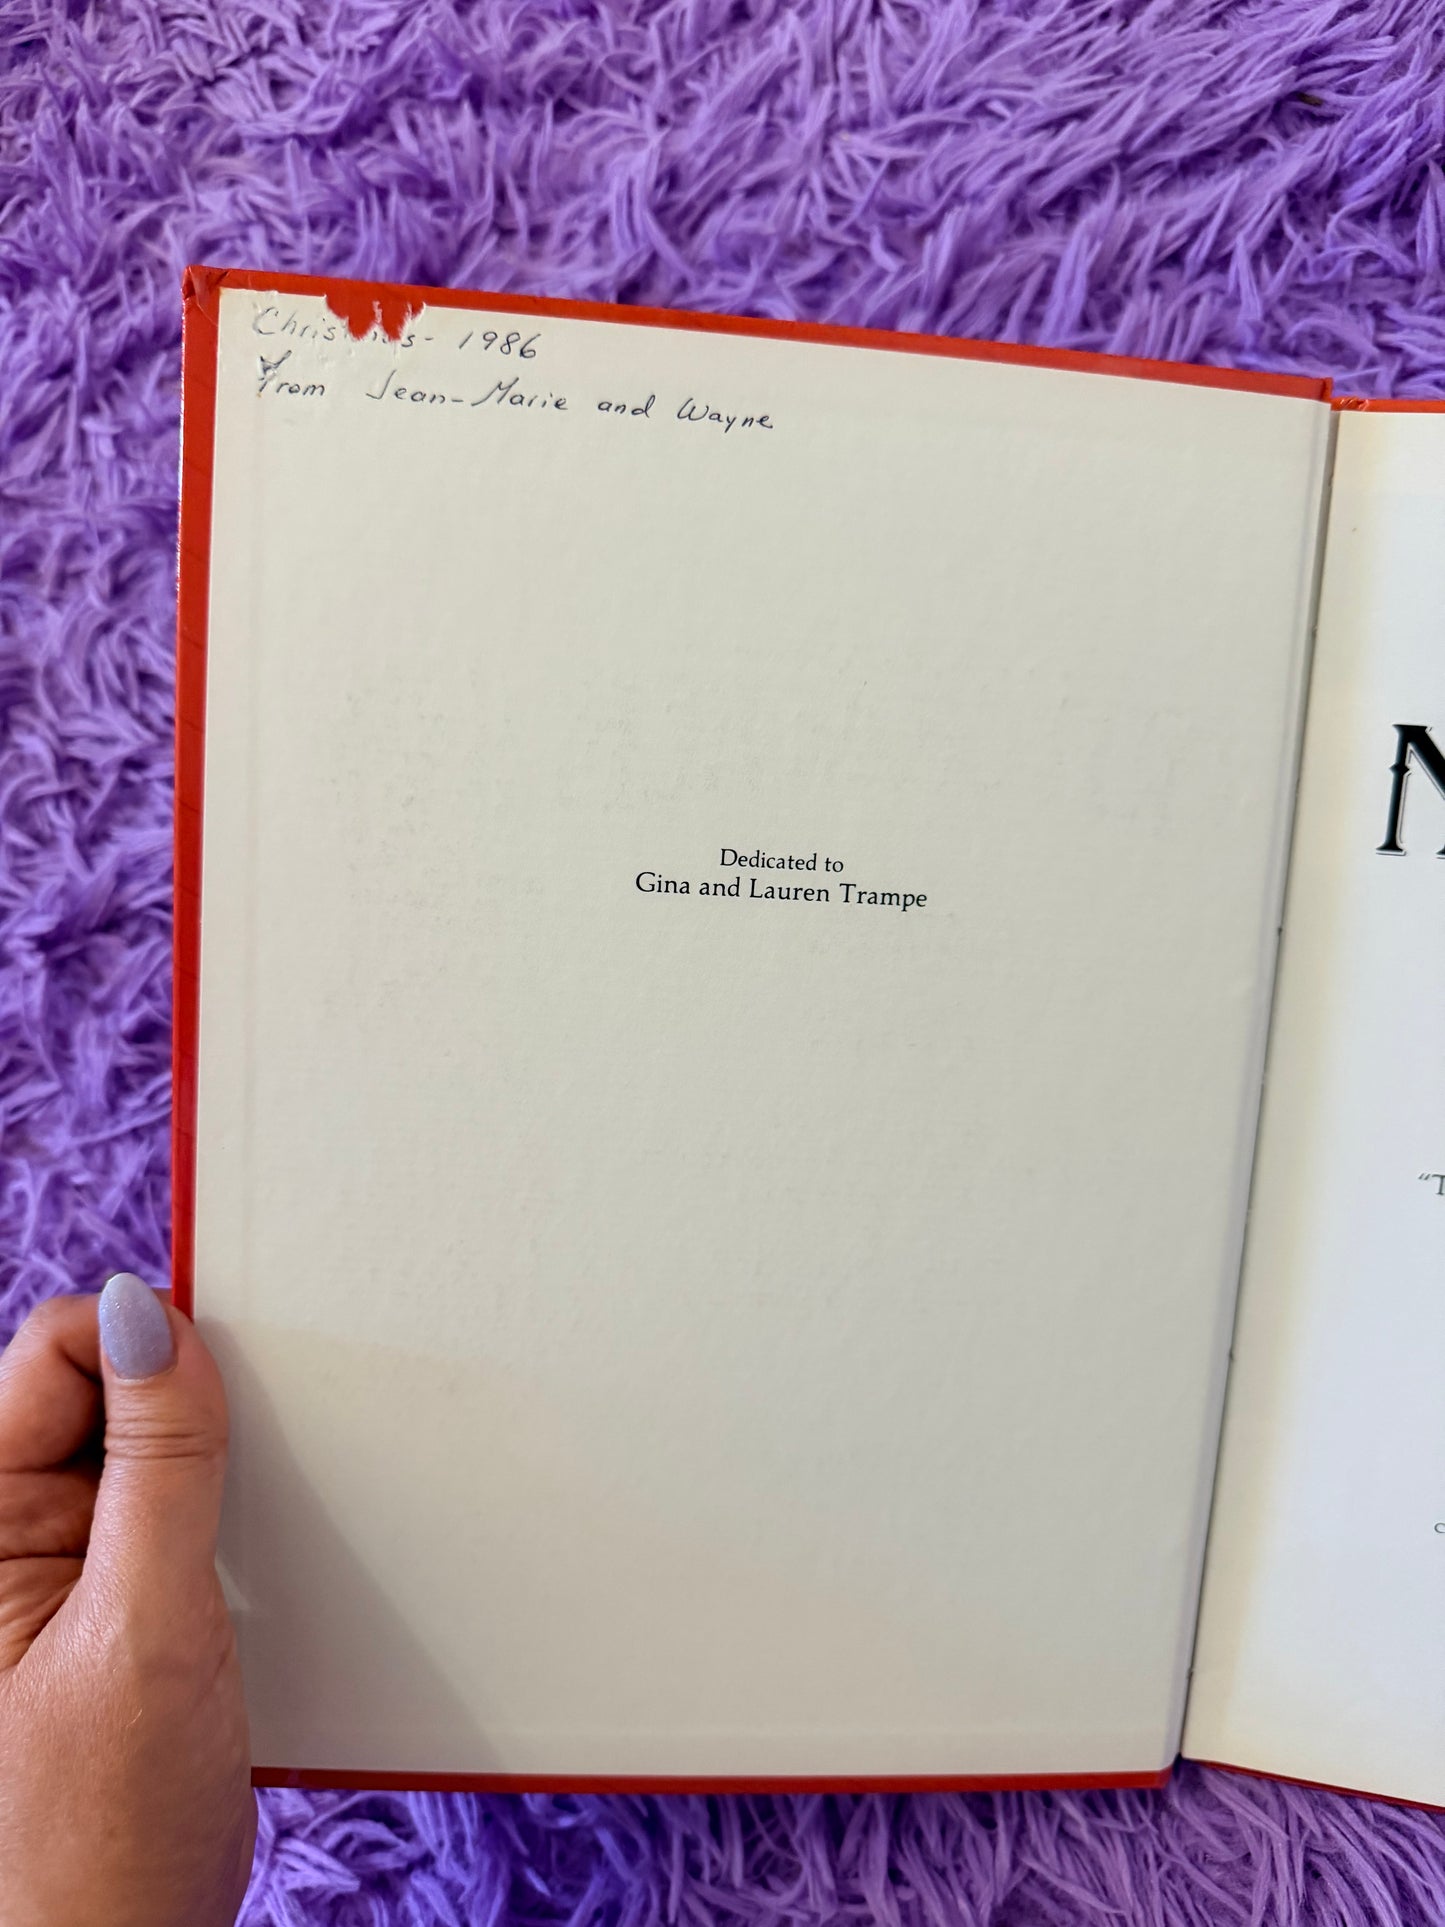 Christmas- 1986
From Jean-Marie and Wayne
Dedicated to
Gina and Lauren Trampe
N
"T
c